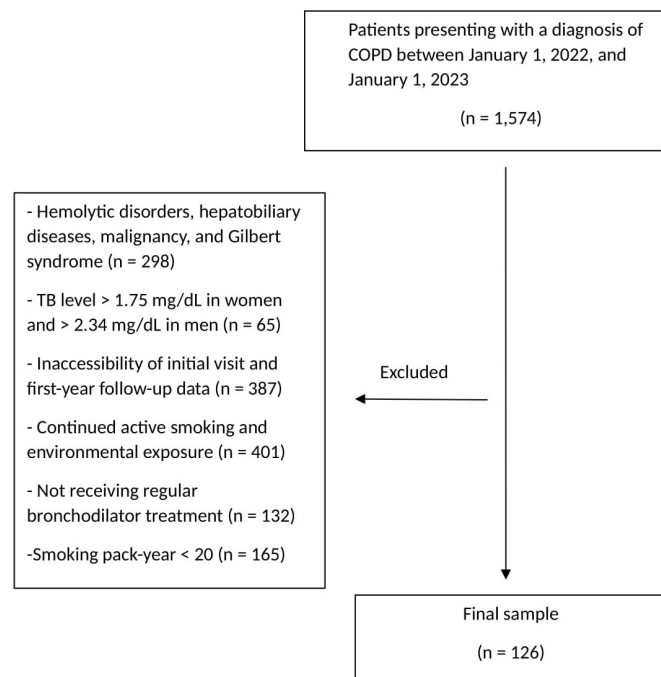 Patients presenting with a diagnosis of
COPD between January 1, 2022, and
January 1, 2023
(n = 1,574)
- Hemolytic disorders, hepatobiliary
diseases, malignancy, and Gilbert
syndrome (n = 298)
- TB level > 1.75 mg/dL in women
and > 2.34 mg/dL in men (n = 65)
- Inaccessibility of initial visit and
first-year follow-up data (n = 387)
- Continued active smoking and
environmental exposure (n = 401)
- Not receiving regular
bronchodilator treatment (n = 132)
-Smoking pack-year < 20 (n = 165)
Excluded
Final sample
(n = 126)